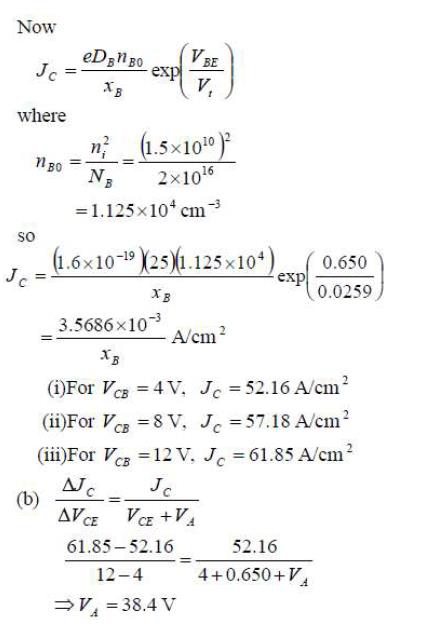 Now
J_C = eD_B n_B0 / x_B exp(V_BE / V_t)
where
n_B0 = n_i^2 / N_B = (1.5×10^10)^2 / 2×10^16
=1.125×10^4 cm^-3
so
J_C = (1.6×10^-19)(25)(1.125×10^4) / x_B exp(0.650 / 0.0259)
= 3.5686×10^-3 / x_B A/cm^2
(i)For V_CB = 4 V, J_C = 52.16 A/cm^2
(ii)For V_CB = 8 V, J_C = 57.18 A/cm^2
(iii)For V_CB = 12 V, J_C = 61.85 A/cm^2
(b) ΔJ_C / ΔV_CE = J_C / V_CE + V_A
61.85 − 52.16 / 12 − 4 = 52.16 / 4 + 0.650 + V_A
⇒ V_A = 38.4 V